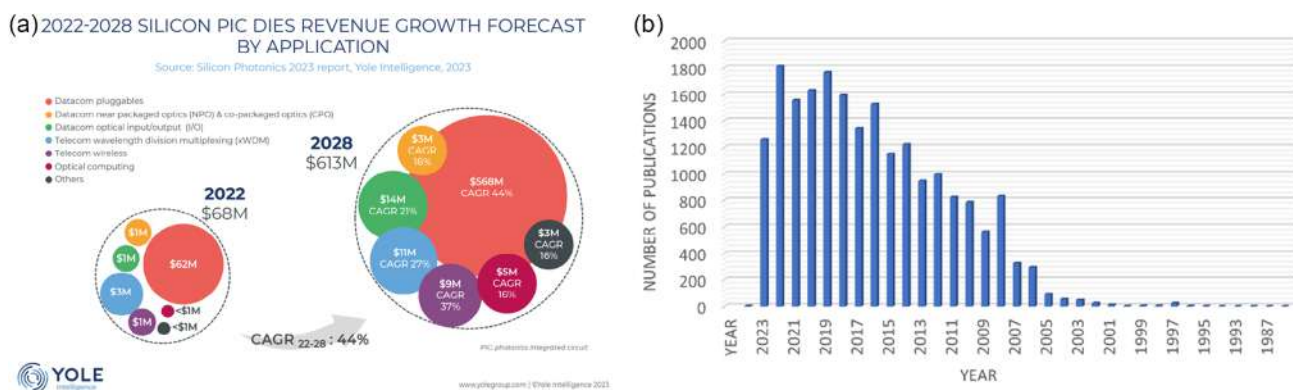 (a) 2022-2028 SILICON PIC DIES REVENUE GROWTH FORECAST
BY APPLICATION
Source: Silicon Photonics 2023 report, Yole Intelligence, 2023
Datacom pluggables
Datacom near packaged optics (NPO) & co-packaged optics (CPO)
Datacom optical input/output (I/O)
Telecom wavelength division multiplexing (xWDM)
Telecom wireless
Optical computing
Others
2022
$68M
$1M
$1M
$62M
$3M
$1M
<$1M
<$1M
CAGR 22-28 : 44%
2028
$613M
$3M
CAGR
16%
$568M
CAGR 44%
$14M
CAGR 21%
$11M
CAGR 27%
$9M
CAGR
37%
$5M
CAGR
16%
$3M
CAGR
16%
PIC: photonics integrated circuit
YOLE
Intelligence
www.yolegroup.com | ©Yole Intelligence 2023
(b)
NUMBER OF PUBLICATIONS
2000
1800
1600
1400
1200
1000
800
600
400
200
0
YEAR
2023
2021
2019
2017
2015
2013
2011
2009
2007
2005
2003
2001
1999
1997
1995
1993
1987
YEAR